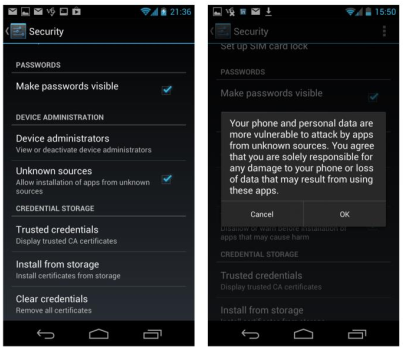 21:36
Security
PASSWORDS
Make passwords visible
DEVICE ADMINISTRATION
Device administrators
View or deactivate device administrators
Unknown sources
Allow installation of apps from unknown
sources
CREDENTIAL STORAGE
Trusted credentials
Display trusted CA certificates
Install from storage
Install certificates from storage
Clear credentials
Remove all certificates
15:50
Security
Set up SIM card lock
PASSWORDS
Make passwords visible
Your phone and personal data are
more vulnerable to attack by apps
from unknown sources. You agree
that you are solely responsible for
any damage to your phone or loss
of data that may result from using
these apps.
Cancel
OK
Disallow or warn before installation of
apps that may cause harm
CREDENTIAL STORAGE
Trusted credentials
Display trusted CA certificates
Install from storage
Install certificates from storage